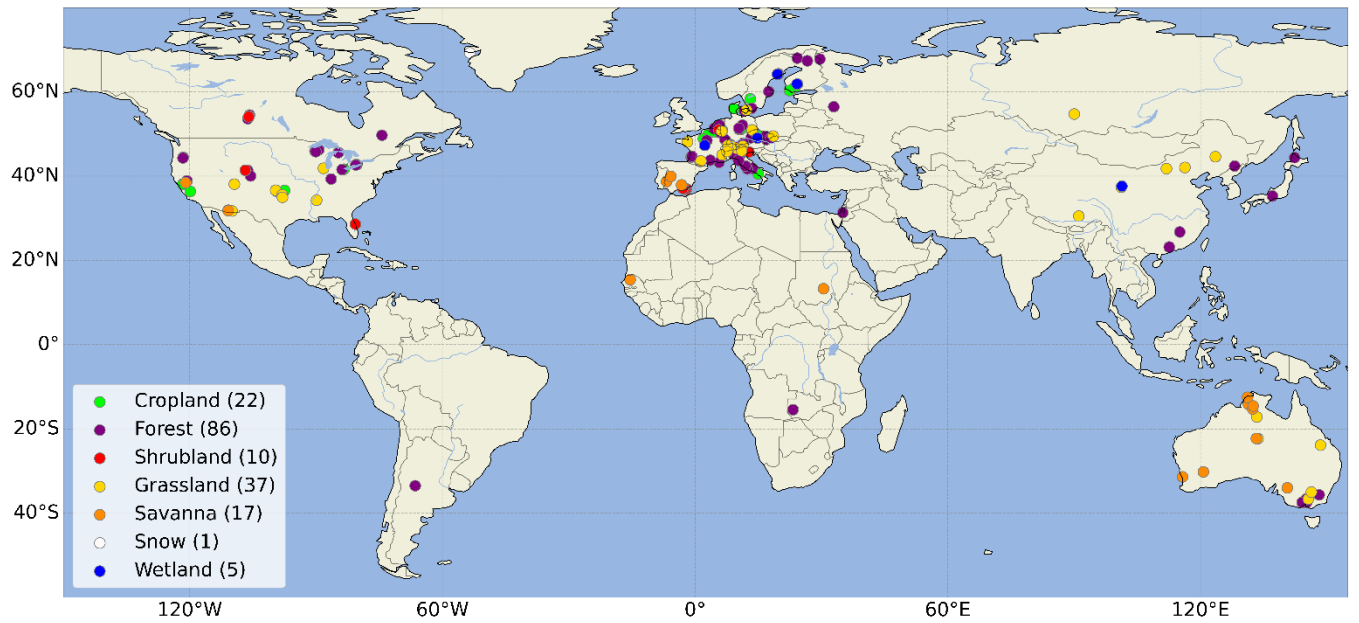 60°N
40°N
20°N
0°
20°S
40°S
Cropland (22)
Forest (86)
Shrubland (10)
Grassland (37)
Savanna (17)
Snow (1)
Wetland (5)
120°W
60°W
0°
60°E
120°E